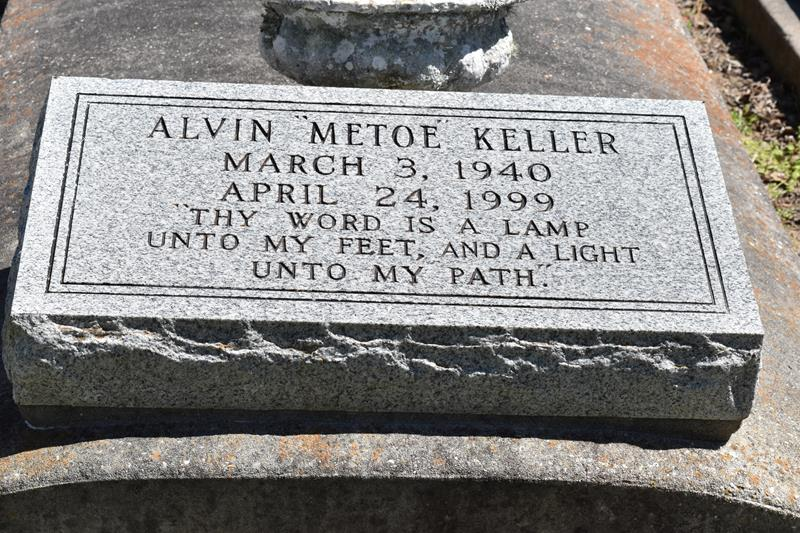 ALVIN "METOE" KELLER
MARCH 3, 1940
APRIL 24, 1999
"THY WORD IS A LAMP
UNTO MY FEET, AND A LIGHT
UNTO MY PATH".